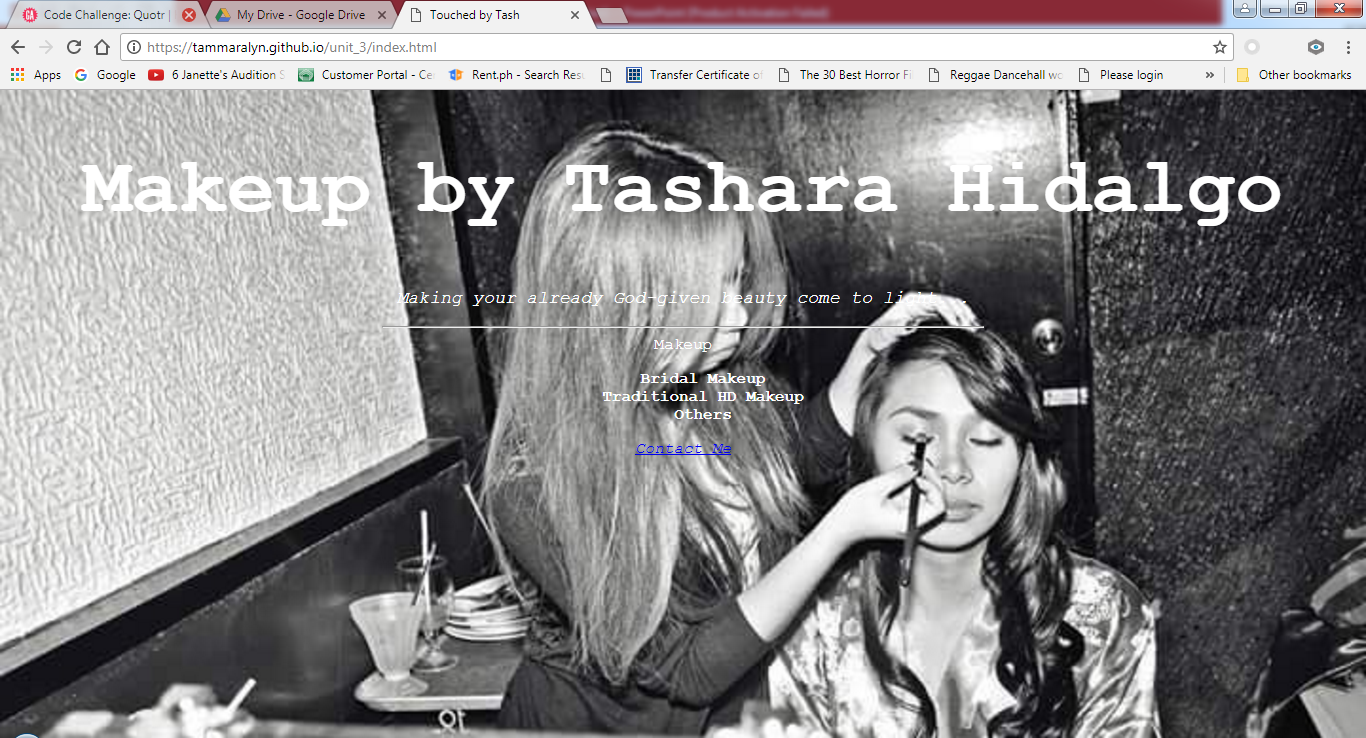 Code Challenge: Quotr
My Drive - Google Drive
Touched by Tash
https://tammaralyn.github.io/unit_3/index.html
Apps
Google
6 Janette's Audition S
Customer Portal - Ce
Rent.ph - Search Resu
Transfer Certificate of
The 30 Best Horror Fi
Reggae Dancehall wo
Please login
»
Other bookmarks
Makeup by Tashara Hidalgo
Making your already God-given beauty come to light...
Makeup
Bridal Makeup
Traditional HD Makeup
Others
Contact Me